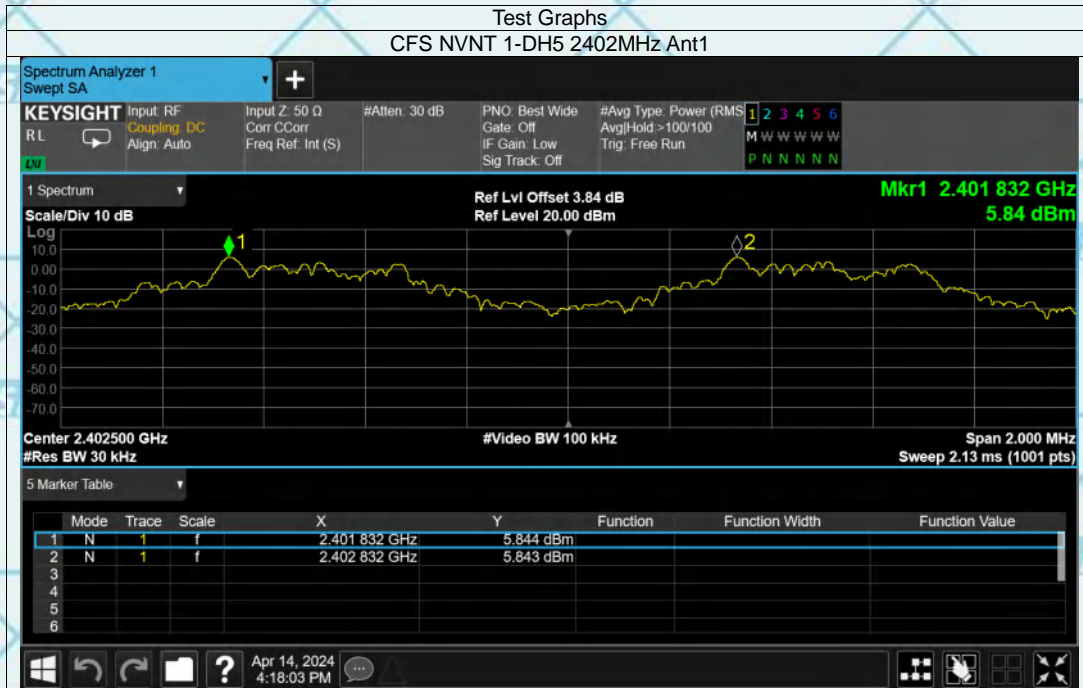 Test Graphs
CFS NVNT 1-DH5 2402MHz Ant1
Spectrum Analyzer 1
Swept SA
+
KEYSIGHT Input: RF Input Z: 50 Ω #Atten: 30 dB PNO: Best Wide #Avg Type: Power (RMS 1 2 3 4 5 6
RL Coupling: DC Corr CCorr Gate: Off Avg|Hold:>100/100 M W W W W W
Align: Auto Freq Ref: Int (S) IF Gain: Low Trig: Free Run
LXI Sig Track: Off P N N N N N
1 Spectrum Ref Lvl Offset 3.84 dB Mkr1 2.401 832 GHz
Scale/Div 10 dB Ref Level 20.00 dBm 5.84 dBm
Log
1 2
10.0
0.00
-10.0
-20.0
-30.0
-40.0
-50.0
-60.0
-70.0
Center 2.402500 GHz #Video BW 100 kHz Span 2.000 MHz
#Res BW 30 kHz Sweep 2.13 ms (1001 pts)
5 Marker Table
Mode Trace Scale X Y Function Function Width Function Value
1 N 1 f 2.401 832 GHz 5.844 dBm
2 N 1 f 2.402 832 GHz 5.843 dBm
3
4
5
6
? Apr 14, 2024
4:18:03 PM